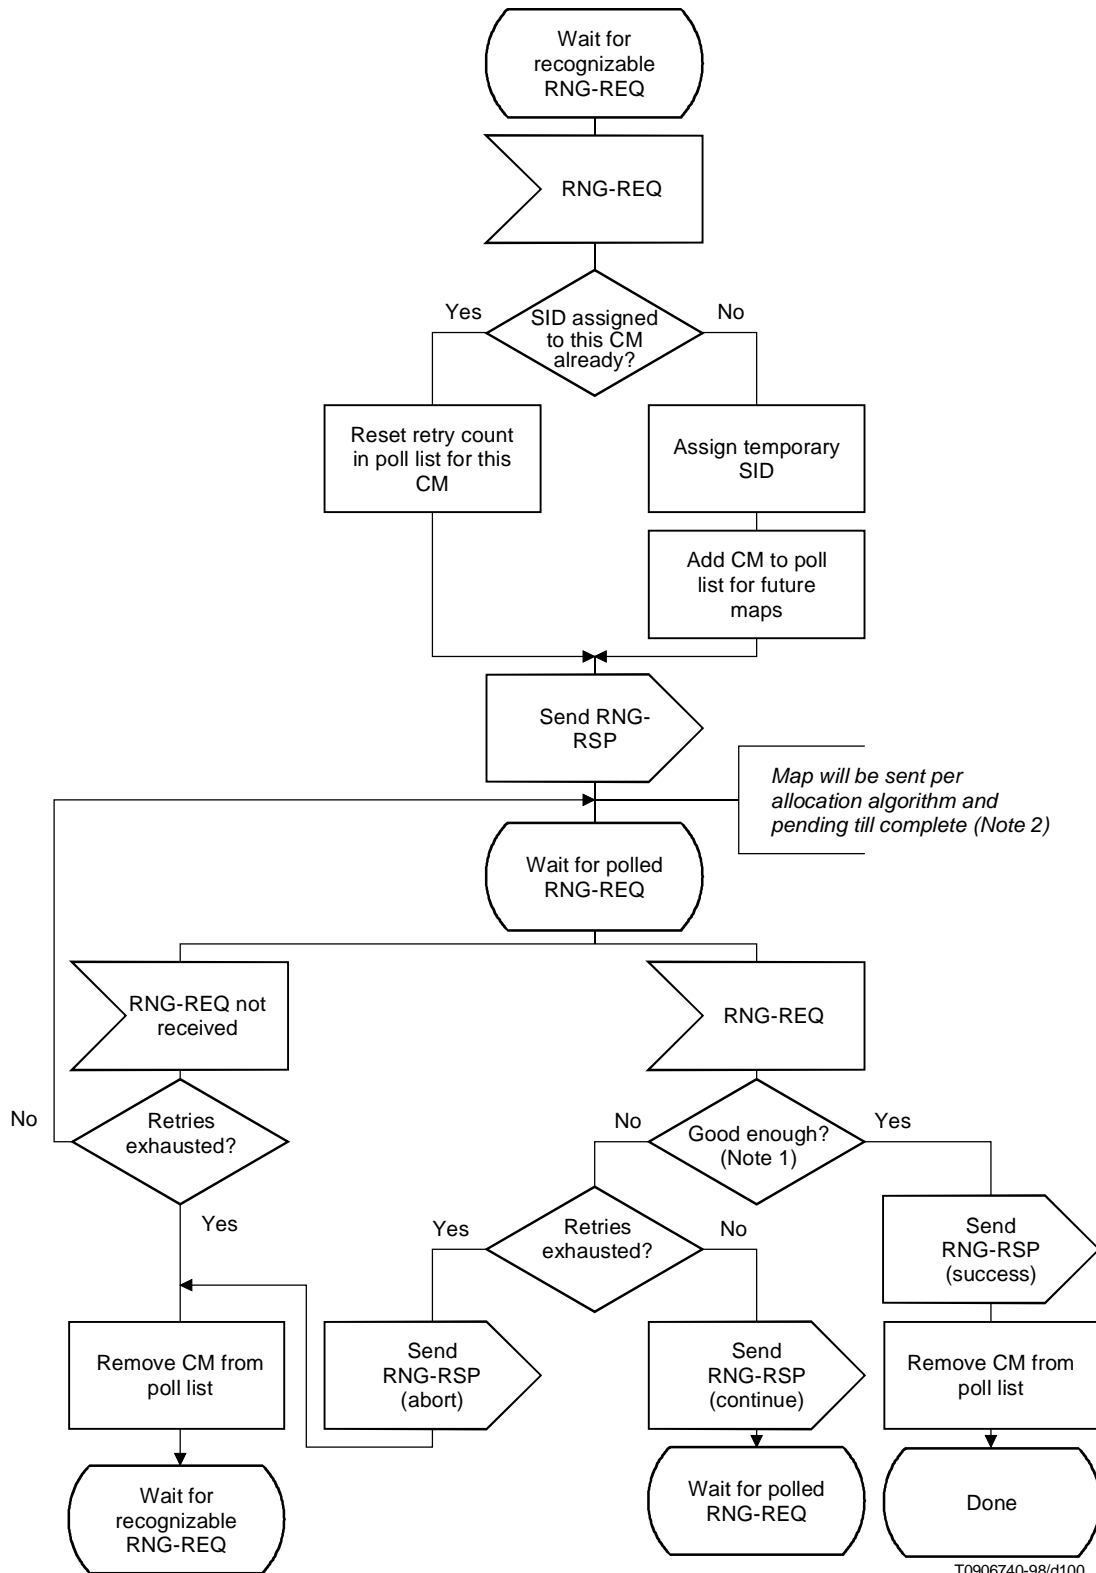 Wait for
recognizable
RNG-REQ
RNG-REQ
Yes
No
SID assigned
to this CM
already?
Reset retry count
in poll list for this
CM
Assign temporary
SID
Add CM to poll
list for future
maps
Send RNG-
RSP
Map will be sent per
allocation algorithm and
pending till complete (Note 2)
Wait for polled
RNG-REQ
RNG-REQ not
received
RNG-REQ
No
Retries
exhausted?
No
Good enough?
(Note 1)
Yes
Yes
Yes
Retries
exhausted?
No
Send
RNG-RSP
(success)
Remove CM from
poll list
Send
RNG-RSP
(abort)
Send
RNG-RSP
(continue)
Remove CM from
poll list
Wait for
recognizable
RNG-REQ
Wait for polled
RNG-REQ
Done
T0906740-98/d100